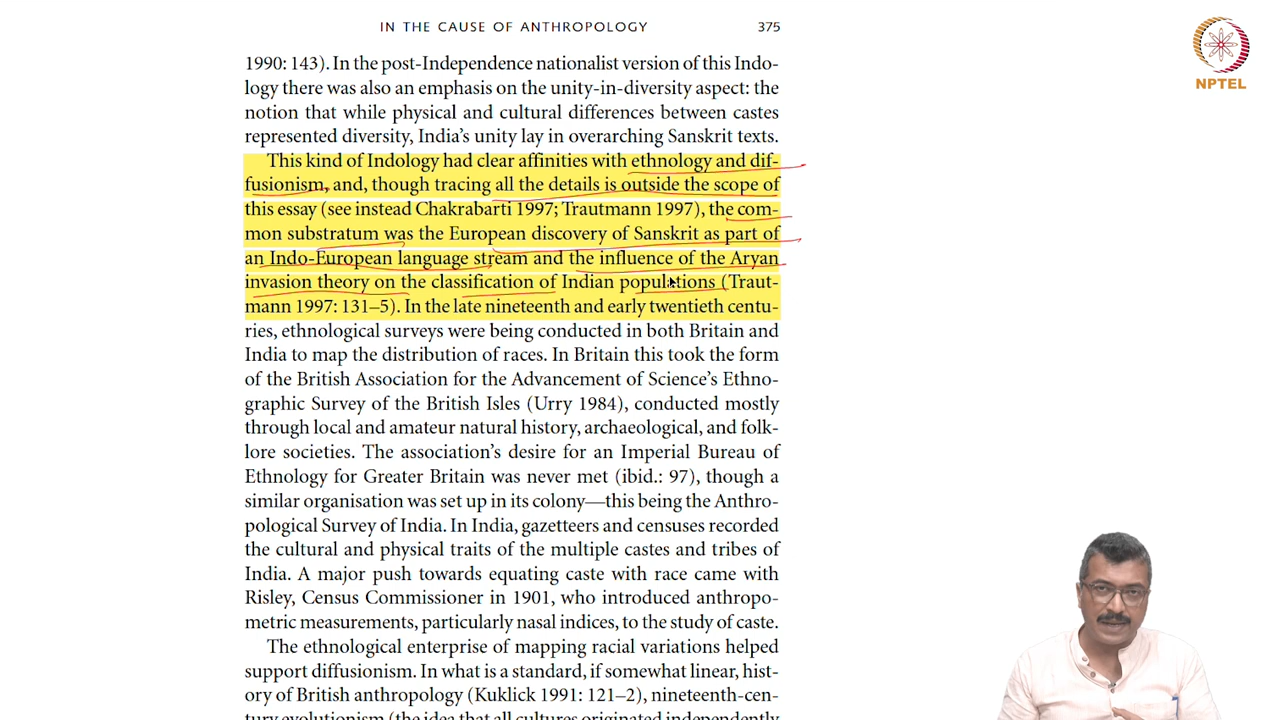 IN THE CAUSE OF ANTHROPOLOGY 375
NPTEL
1990: 143). In the post-Independence nationalist version of this Indo-
logy there was also an emphasis on the unity-in-diversity aspect: the
notion that while physical and cultural differences between castes
represented diversity, India's unity lay in overarching Sanskrit texts.
This kind of Indology had clear affinities with ethnology and dif-
fusionism, and, though tracing all the details is outside the scope of
this essay (see instead Chakrabarti 1997; Trautmann 1997), the com-
mon substratum was the European discovery of Sanskrit as part of
an Indo-European language stream and the influence of the Aryan
invasion theory on the classification of Indian populations (Traut-
mann 1997: 131–5). In the late nineteenth and early twentieth centu-
ries, ethnological surveys were being conducted in both Britain and
India to map the distribution of races. In Britain this took the form
of the British Association for the Advancement of Science's Ethno-
graphic Survey of the British Isles (Urry 1984), conducted mostly
through local and amateur natural history, archaeological, and folk-
lore societies. The association's desire for an Imperial Bureau of
Ethnology for Greater Britain was never met (ibid.: 97), though a
similar organisation was set up in its colony—this being the Anthro-
pological Survey of India. In India, gazetteers and censuses recorded
the cultural and physical traits of the multiple castes and tribes of
India. A major push towards equating caste with race came with
Risley, Census Commissioner in 1901, who introduced anthropo-
metric measurements, particularly nasal indices, to the study of caste.
The ethnological enterprise of mapping racial variations helped
support diffusionism. In what is a standard, if somewhat linear, hist-
ory of British anthropology (Kuklick 1991: 121–2), nineteenth-cen-
tury evolutionism (the idea that all cultures originated independently